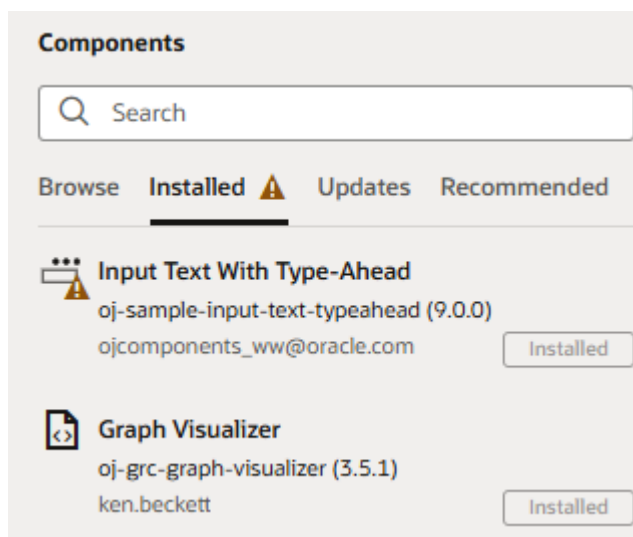 Components
Search
Browse Installed Updates Recommended
Input Text With Type-Ahead
oj-sample-input-text-typeahead (9.0.0)
ojcomponents_ww@oracle.com Installed
Graph Visualizer
oj-grc-graph-visualizer (3.5.1)
ken.beckett Installed